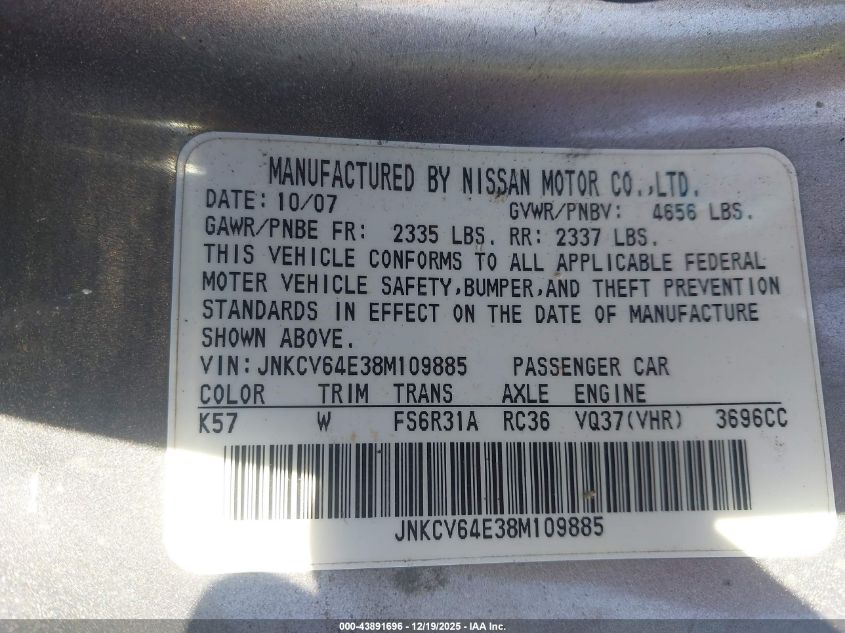 MANUFACTURED BY NISSAN MOTOR CO.,LTD.
DATE: 10/07 GVWR/PNBV: 4656 LBS.
GAWR/PNBE FR: 2335 LBS. RR: 2337 LBS.
THIS VEHICLE CONFORMS TO ALL APPLICABLE FEDERAL
MOTER VEHICLE SAFETY,BUMPER,AND THEFT PREVENTION
STANDARDS IN EFFECT ON THE DATE OF MANUFACTURE
SHOWN ABOVE.
VIN: JNKCV64E38M109885 PASSENGER CAR
COLOR TRIM TRANS AXLE ENGINE
K57 W FS6R31A RC36 VQ37(VHR) 3696CC
JNKCV64E38M109885
000-43891696 - 12/19/2025 - IAA Inc.